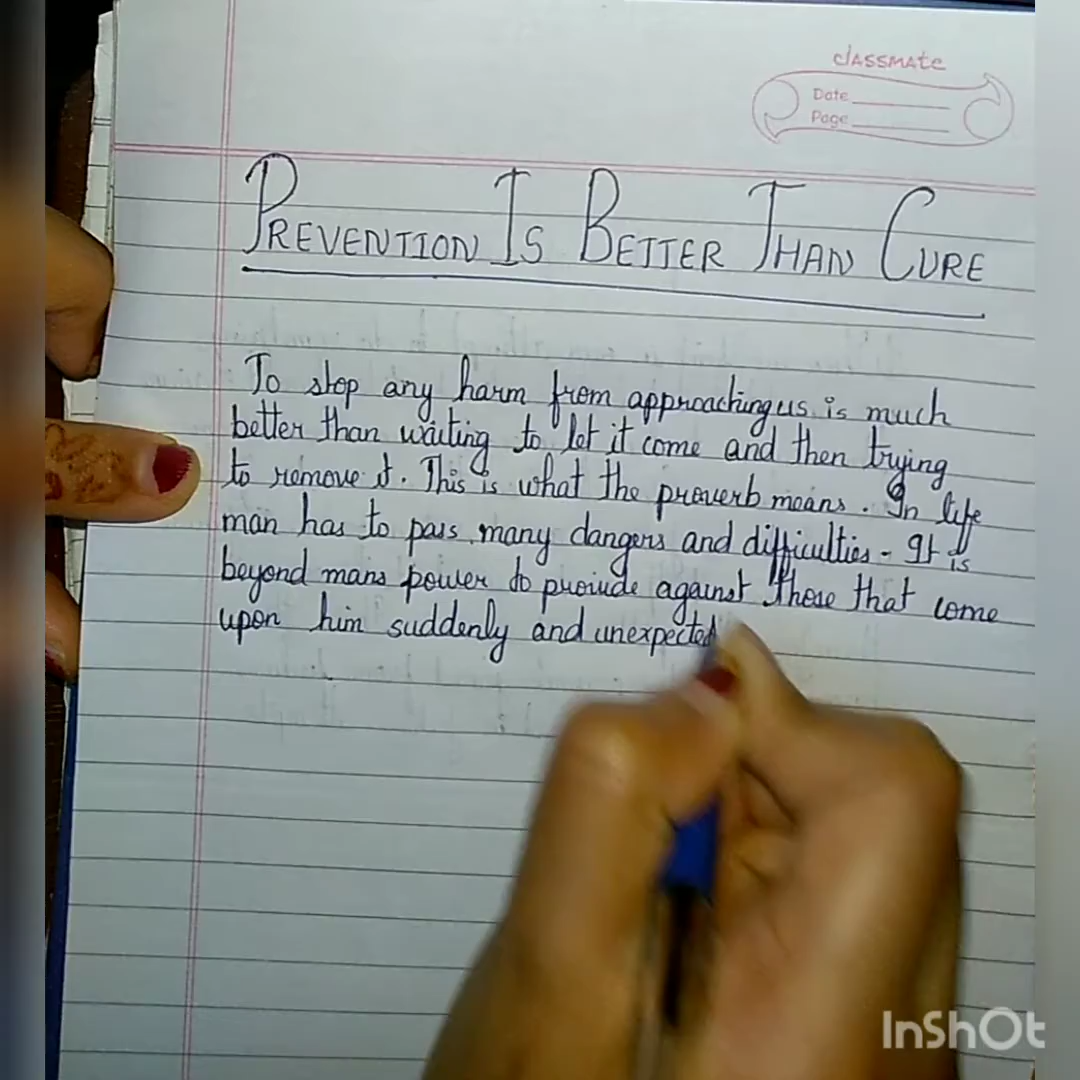 classmate
Date
Page
PREVENTION IS BETTER THAN CURE
To stop any harm from approaching us is much
better than waiting to let it come and then trying
to remove it. This is what the proverb means. In life
man has to pass many dangers and difficulties - It is
beyond mans power to provide against those that come
upon him suddenly and unexpected
InShOt